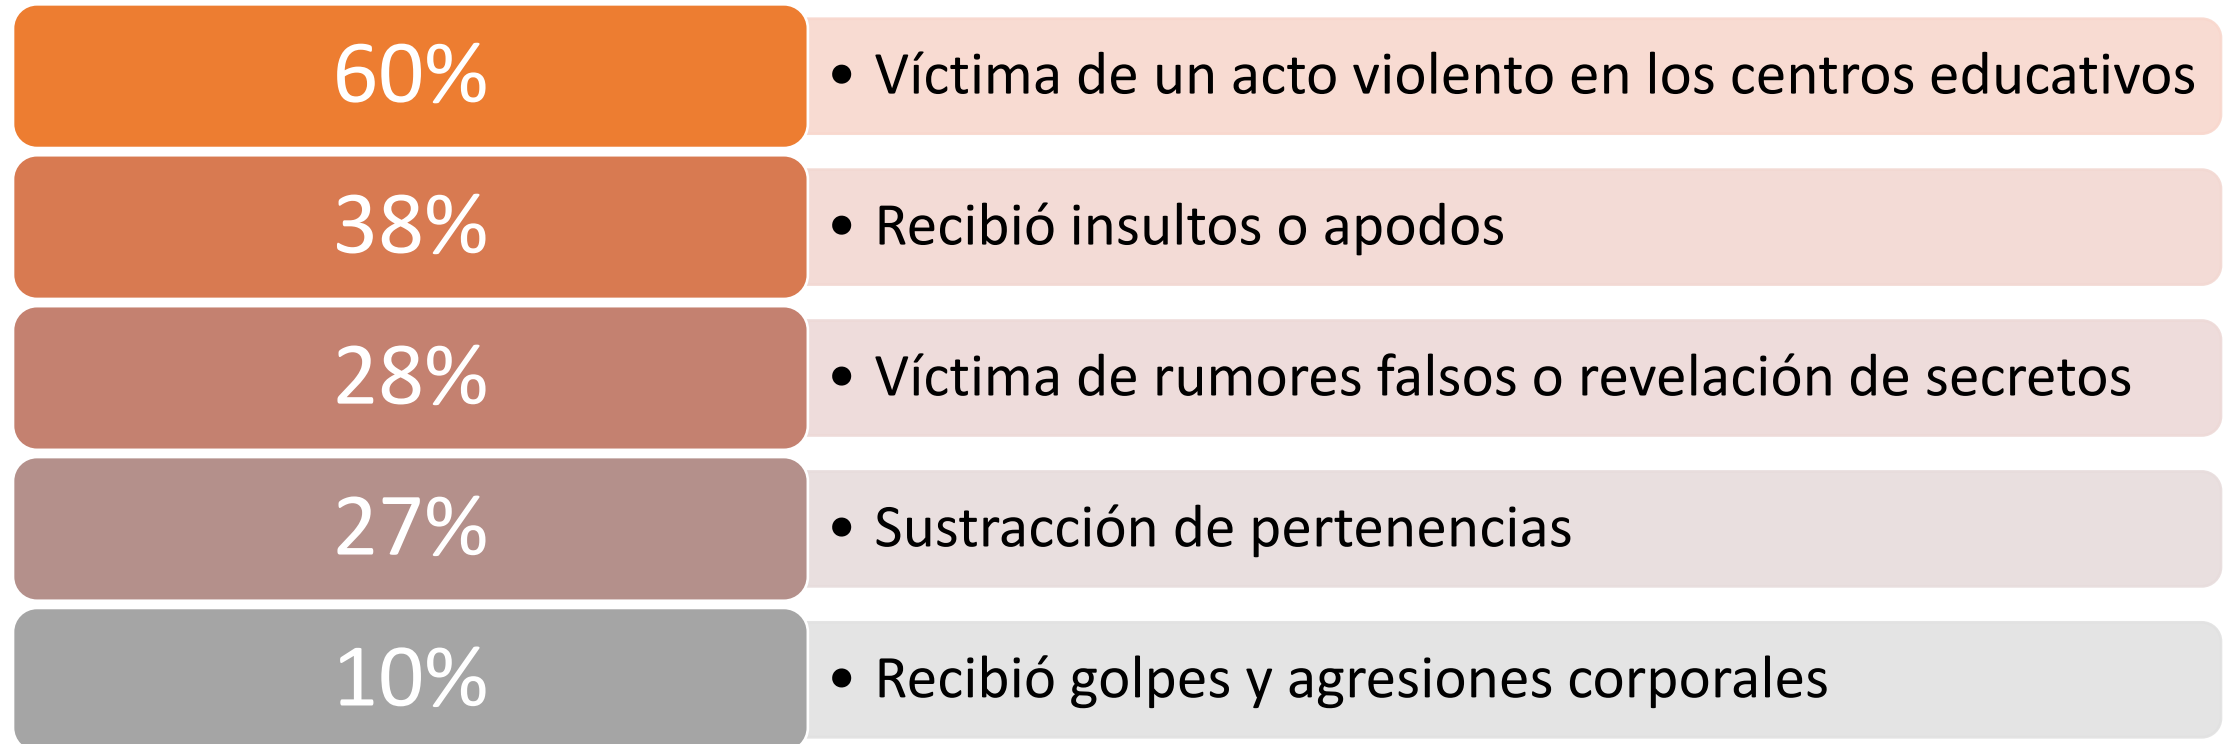 60%
• Víctima de un acto violento en los centros educativos
38%
• Recibió insultos o apodos
28%
• Víctima de rumores falsos o revelación de secretos
27%
• Sustracción de pertenencias
10%
• Recibió golpes y agresiones corporales